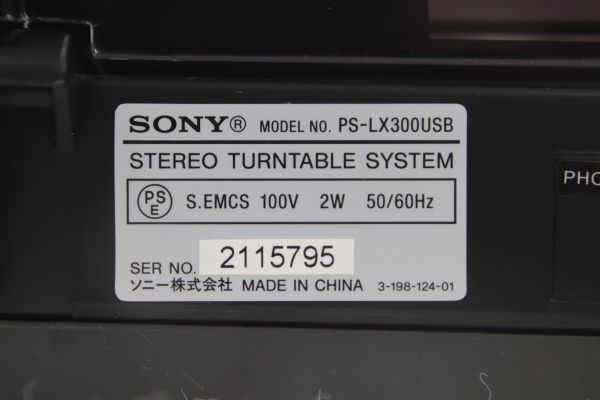 SONY® MODEL NO. PS-LX300USB
STEREO TURNTABLE SYSTEM
PS E S.EMCS 100V 2W 50/60Hz
SER NO. 2115795
ソニー株式会社 MADE IN CHINA 3-198-124-01
PHO